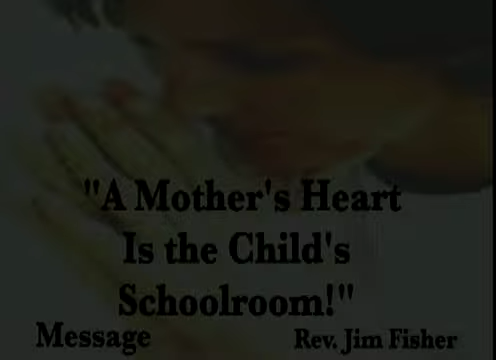 "A Mother's Heart
Is the Child's
Schoolroom!"
Message Rev. Jim Fisher